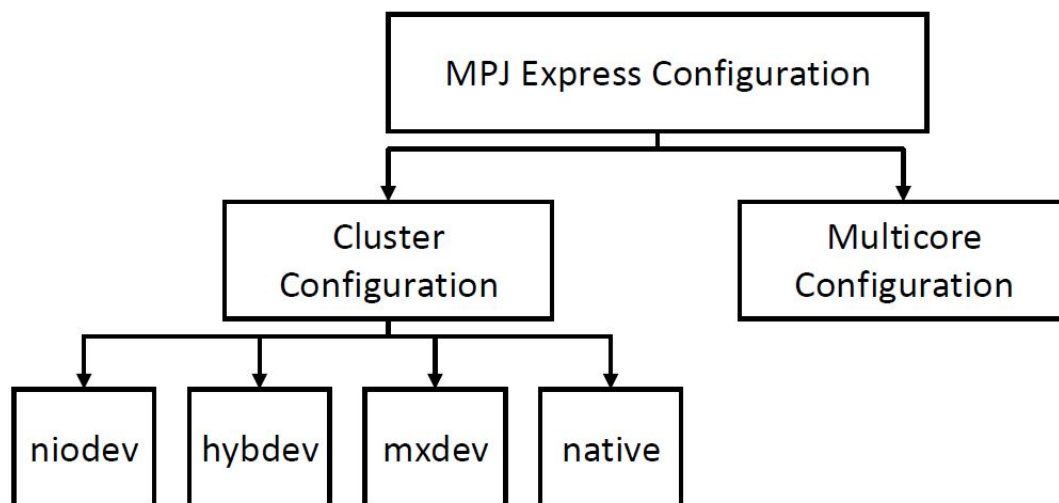 MPJ Express Configuration
Cluster
Configuration
Multicore
Configuration
niodev
hybdev
mxdev
native